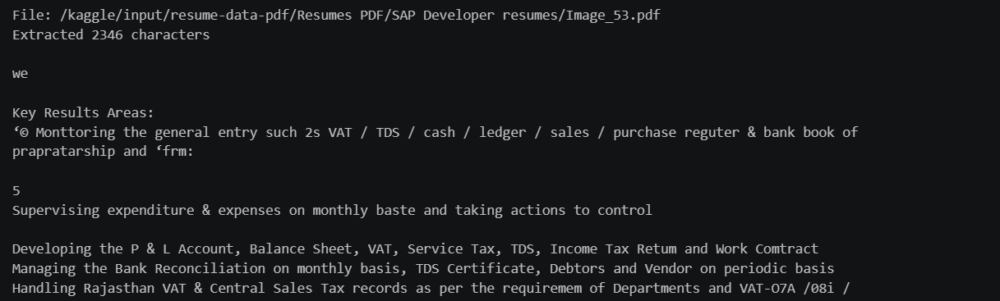 File: /kaggle/input/resume-data-pdf/Resumes PDF/SAP Developer resumes/Image_53.pdf
Extracted 2346 characters
we
Key Results Areas:
‘© Monttoring the general entry such 2s VAT / TDS / cash / ledger / sales / purchase reguter & bank book of
prapratarship and ‘frm:
5
Supervising expenditure & expenses on monthly baste and taking actions to control
Developing the P & L Account, Balance Sheet, VAT, Service Tax, TDS, Income Tax Retum and Work Comtract
Managing the Bank Reconciliation on monthly basis, TDS Certificate, Debtors and Vendor on periodic basis
Handling Rajasthan VAT & Central Sales Tax records as per the requiremem of Departments and VAT-O7A /08i /